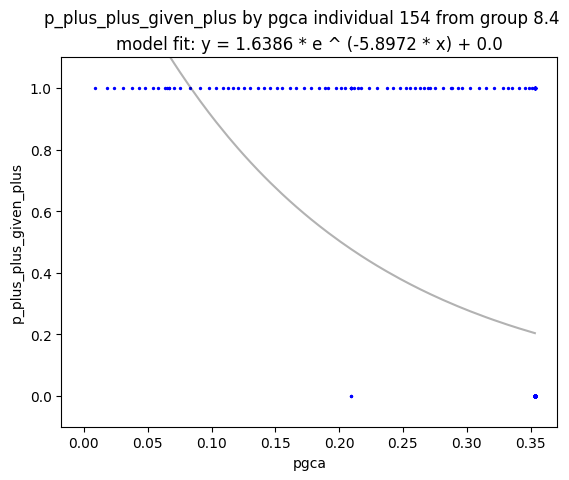 p_plus_plus_given_plus by pgca individual 154 from group 8.4
model fit: y = 1.6386 * e ^ (-5.8972 * x) + 0.0
1.0
0.8
0.6
0.4
0.2
0.0
p_plus_plus_given_plus
0.00 0.05 0.10 0.15 0.20 0.25 0.30 0.35
pgca